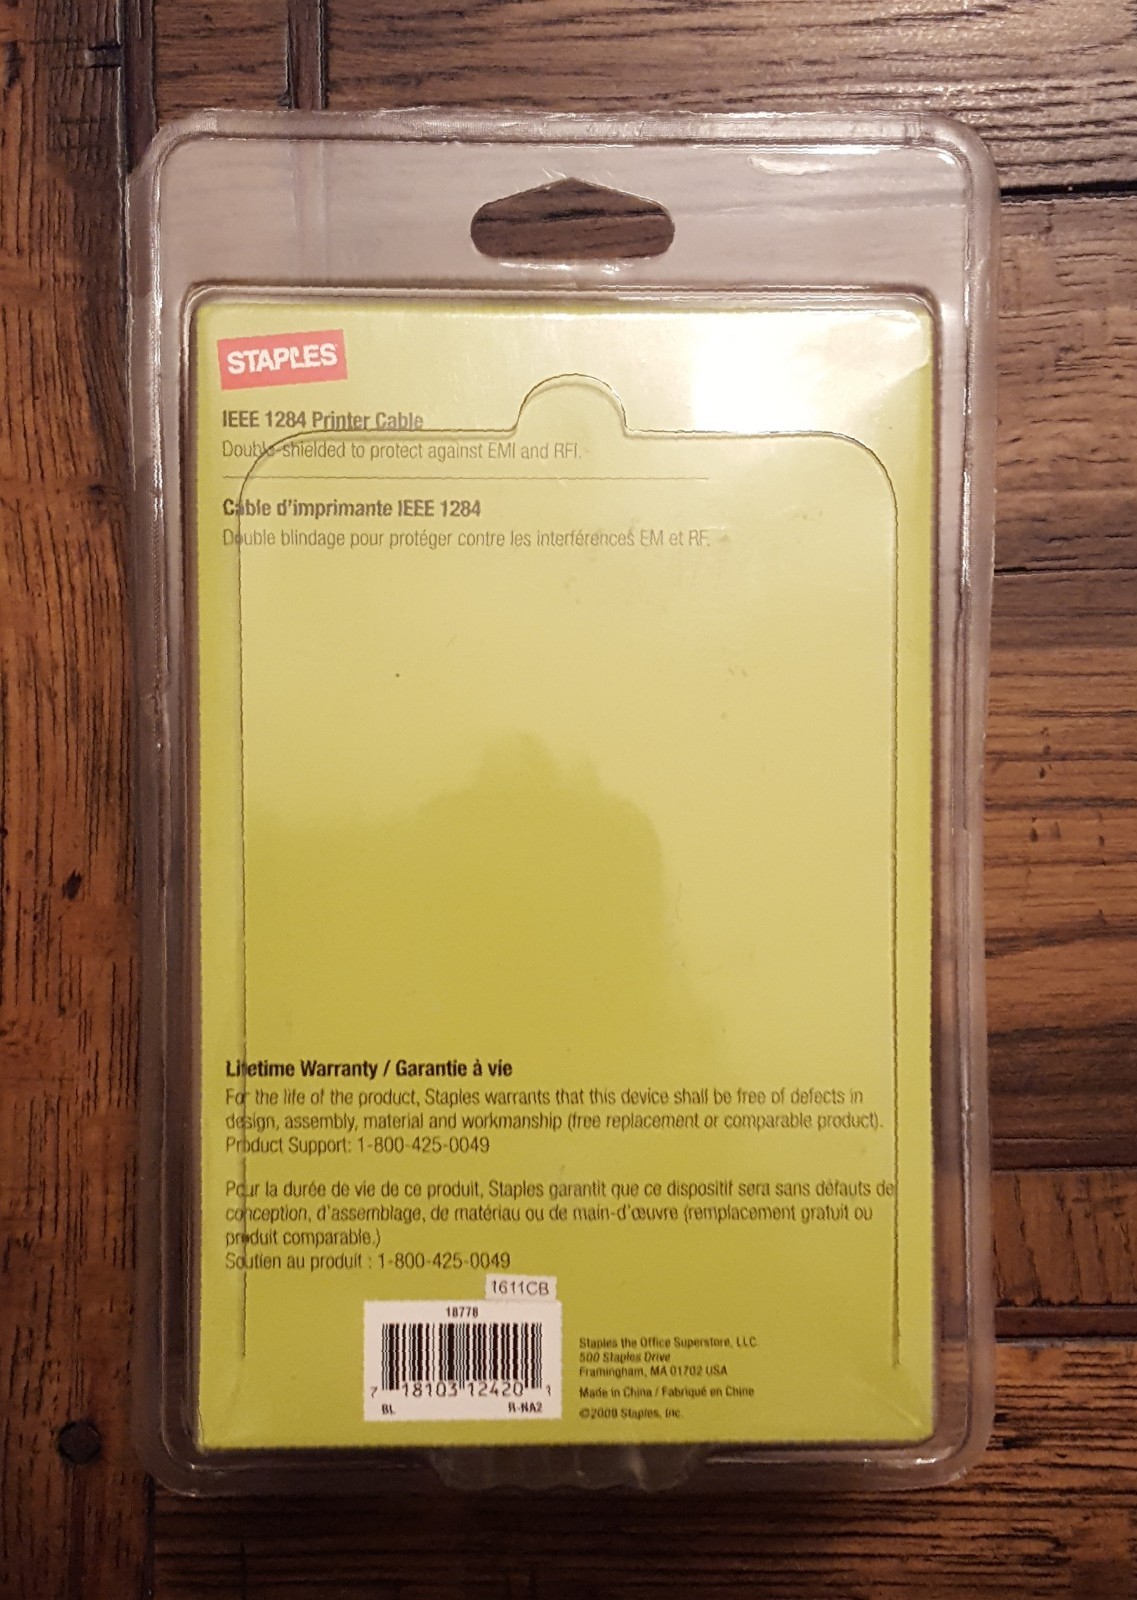 STAPLES
IEEE 1284 Printer Cable
Double-shielded to protect against EMI and RFI.
Câble d'imprimante IEEE 1284
Double blindage pour protéger contre les interférences EM et RF.
Lifetime Warranty / Garantie à vie
For the life of the product, Staples warrants that this device shall be free of defects in
design, assembly, material and workmanship (free replacement or comparable product).
Product Support: 1-800-425-0049
Pour la durée de vie de ce produit, Staples garantit que ce dispositif sera sans défauts de
conception, d'assemblage, de matériau ou de main-d'œuvre (remplacement gratuit ou
produit comparable.)
Soutien au produit : 1-800-425-0049
1611CB
18778
7 18103 12420 1
BL R-NA2
Staples the Office Superstore, LLC
500 Staples Drive
Framingham, MA 01702 USA
Made in China / Fabriqué en Chine
©2009 Staples, Inc.